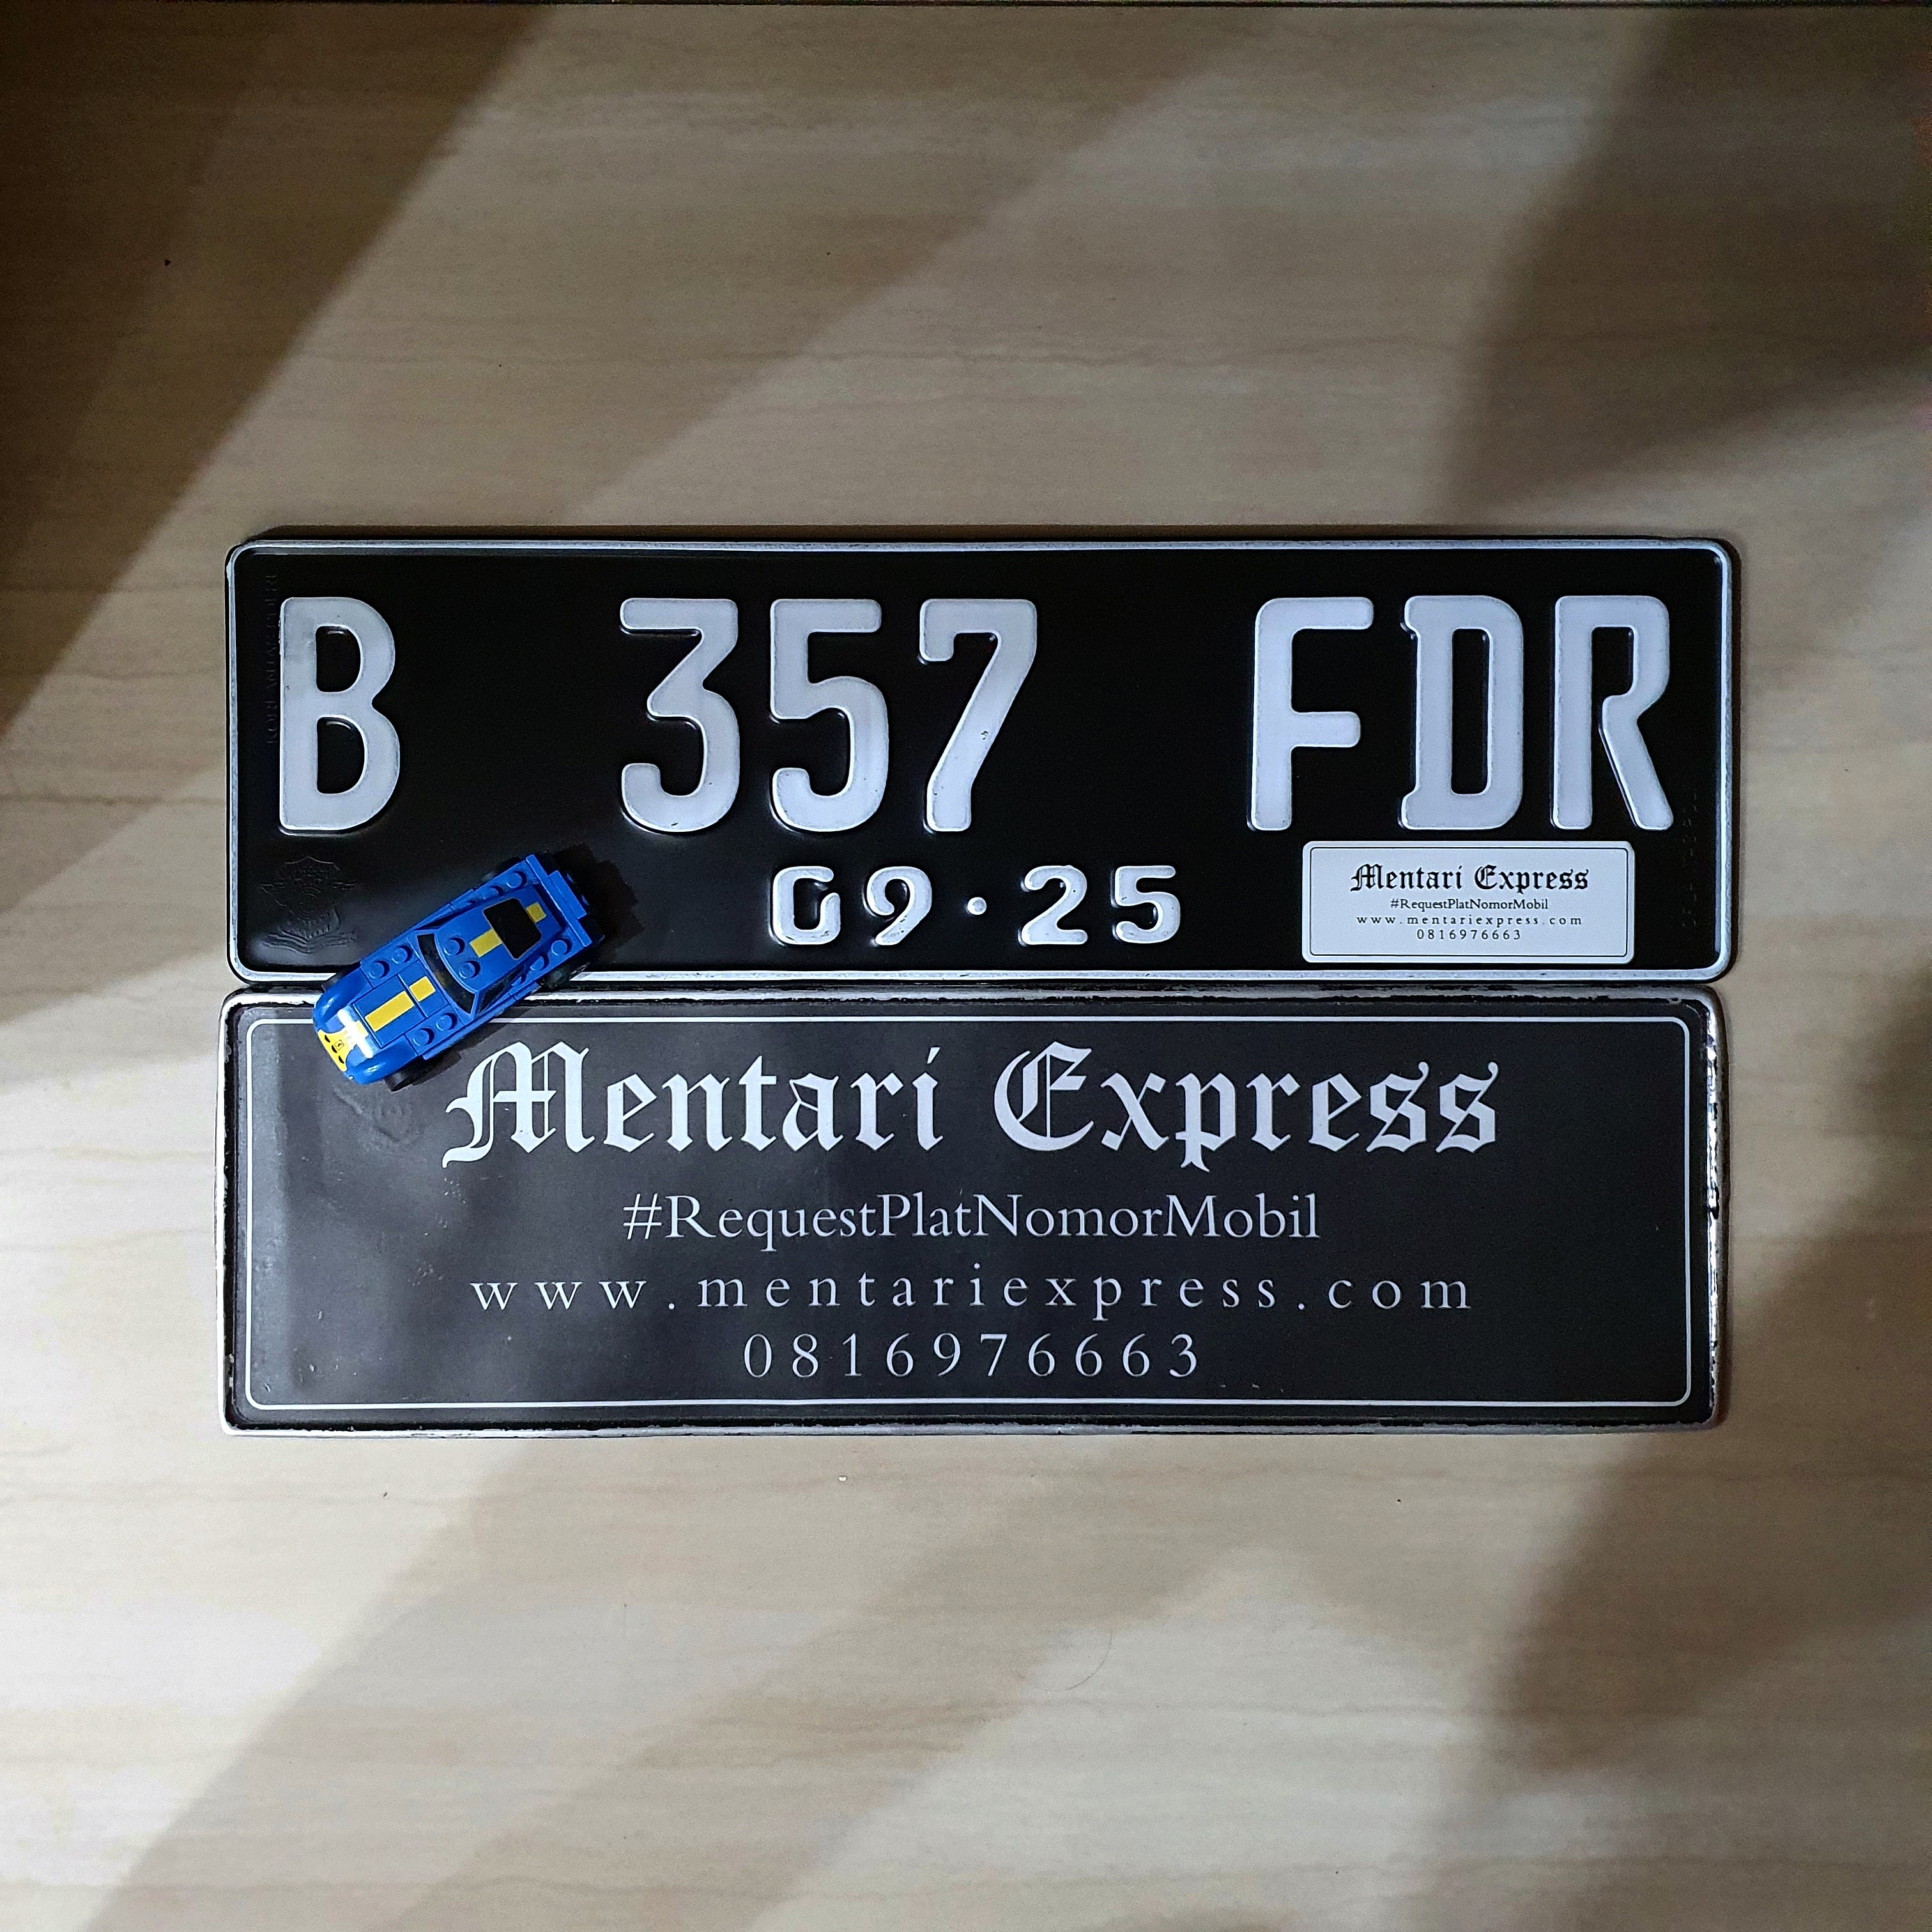 B 357 FDR
09·25
Mentari Express
#RequestPlatNomorMobil
www.mentariexpress.com
0816976663
Mentari Express
#RequestPlatNomorMobil
www.mentariexpress.com
0816976663